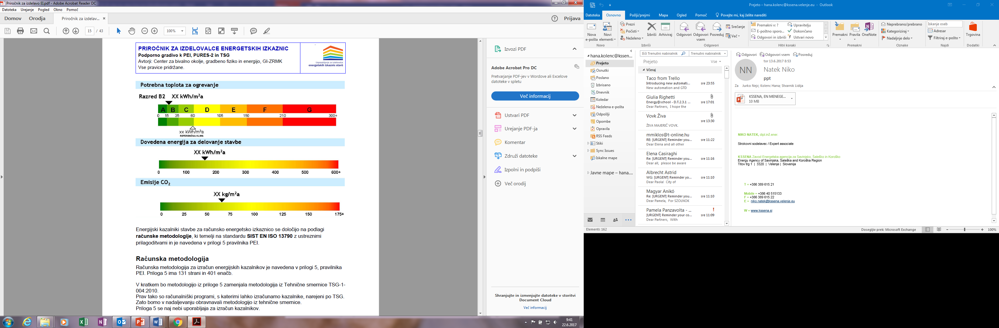 Priročnik za izdelavo EI.pdf - Adobe Acrobat Reader DC
Datoteka Urejanje Pogled Okno Pomoč
Domov Orodja Priročnik za izdelav... × Prijava
15 / 43 100%
PRIROČNIK ZA IZDELOVALCE ENERGETSKIH IZKAZNIC
Podporno gradivo k PEI, PURES-2 in TSG
Avtorji: Center za bivalno okolje, gradbeno fiziko in energijo, GI-ZRMK
Vse pravice pridržane.
Usposabljanje za izdelovalce
energetskih izkaznic stavb
Potrebna toplota za ogrevanje
Razred B2 XX kWh/m²a
A B C D E F G
0 15 35 60 105 150 210 300+
xx kWh/m³a
REFERENČNA KLIMA
Dovedena energija za delovanje stavbe
XX kWh/m²a
0 100 200 300 400 500 600+
Emisije CO₂
XX kg/m²a
0 25 50 75 100 125 150 175+
Energijski kazalniki stavbe za računsko energetsko izkaznico se določijo na podlagi
računske metodologije, ki temelji na standardu SIST EN ISO 13790 z ustreznimi
prilagoditvami in je navedena v prilogi 5 pravilnika PEI.
Računska metodologija
Računska metodologija za izračun energijskih kazalnikov je navedena v prilogi 5, pravilnika
PEI. Priloga 5 ima 131 strani in 401 enačb.
V kratkem bo metodologijo iz priloge 5 zamenjala metodologija iz Tehnične smernice TSG-1-
004:2010.
Prav tako so računalniški programi, s katerimi lahko izračunamo kazalnike, narejeni po TSG.
Zato bomo v nadaljevanju obravnavali metodologijo iz tehnične smernice.
Priloga 5 se naj nebi uporabljaja za izračun kazalnikov.
Izvozi PDF
Adobe Acrobat Pro DC
Pretvarjanje PDF-jev v Wordove ali Excelove
datoteke v spletu
Več informacij
Ustvari PDF
Urejanje PDF-ja
Komentar
Združi datoteke
Izpolni in podpiši
Več orodij
Shranjujte in izmenjujte datoteke v storitvi
Document Cloud
Več informacij
9:41
22.6.2017
Prejeto – hana.kolenc@kssena.velenje.eu - Outlook
Datoteka Osnovno Pošlji/prejmi Mapa Ogled Pomoč Povejte mi, kaj želite narediti
Nova
e-pošta
Novi
elementi
Novo
Prezri
Počisti
Neželeno
Izbriši Arhiviraj
Izbriši
Odgovori
Odgovori
vsem
Posreduj
Srečanje
Več
Odgovori
Premakni v: ?
E-poštno sporo...
Odgovori in izbriši
Upravitelju
Dokončano
Ustvari novo
Hitri koraki
Premakni Pravila OneNote
Premakni
Neprebrano/prebrano
Kategoriziraj
Nadaljnje delo
Oznake
Iskanje oseb
Adresar
Filtriraj e-pošto
Najdi
Trgovina
Dodatki
hana.kolenc@kssen...
Prejeto
Osnutki
Poslano
Izbrisano
Dnevnik
Koledar
Neželena e-pošta
Odpošlji
Opombe
Opravila
RSS Feeds
Stiki
Sync Issues
Iskalne mape
Javne mape – hana....
Išči Trenutni nabiralnik Trenutni nabiralnik
Prejeto Vse
Včeraj
Taco from Trello
Introducing new automati... sre 23:55
New automation and GTD
Giulia Righetti
Energy@school - D.T.2.3.1 ... sre 17:01
Dear Partners, I hope the
Vovk Živa
sre 13:30
ŽIVA MAJERIČ VOVK.
mmiklos@t-online.hu
RE: [URGENT] Reminder you... sre 11:22
Dear Elena and all other
Elena Casiraghi
Re: [URGENT] Reminder you... sre 11:16
Dear all, please be aware
Albrecht Astrid
WG: [URGENT] Reminder yo... sre 11:10
Dear Paola! City of
Magyar Anikó
Re: [URGENT] Reminder you... sre 11:10
Dear Pamela, For SZOLNOK
Pamela Panzavolta - ... !
[URGENT] Reminder your co... sre 11:09
Dear Partners, With
Odgovori Odgovori vsem Posreduj
tor 13.6.2017 8:53
NN
Natek Niko
ppt
Za Jurko Nejc; Kolenc Hana; Stvarnik Lidija
KSSENA, EN MENEGE...
10 MB
NIKO NATEK, dipl.inž.ener.
Strokovni sodelavec / Expert associate
KSSENA Zavod Energetska agencija za Savinjsko, Šaleško in Koroško
Energy Agency of Savinjska, Šaleška and Koroška Region
Titov trg 1 | 3320 | Velenje | Slovenija
T = +386 389 615 21
Mobile = +386 40 515133
F = +386 389 615 22
E = niko.natek@kssena.velenje.eu
W = www.kssena.si
Elementi: 162 Dosegljiv prek: Microsoft Exchange 100%